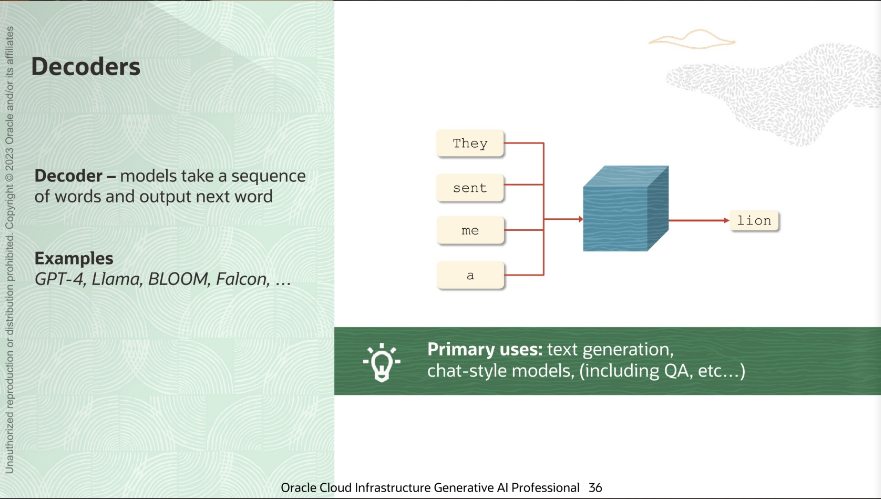 Unauthorized reproduction or distribution prohibited. Copyright © 2023 Oracle and/or its affiliates
Decoders
Decoder – models take a sequence
of words and output next word
Examples
GPT-4, Llama, BLOOM, Falcon, …
They
sent
me
a
lion
Primary uses: text generation,
chat-style models, (including QA, etc…)
Oracle Cloud Infrastructure Generative AI Professional 36